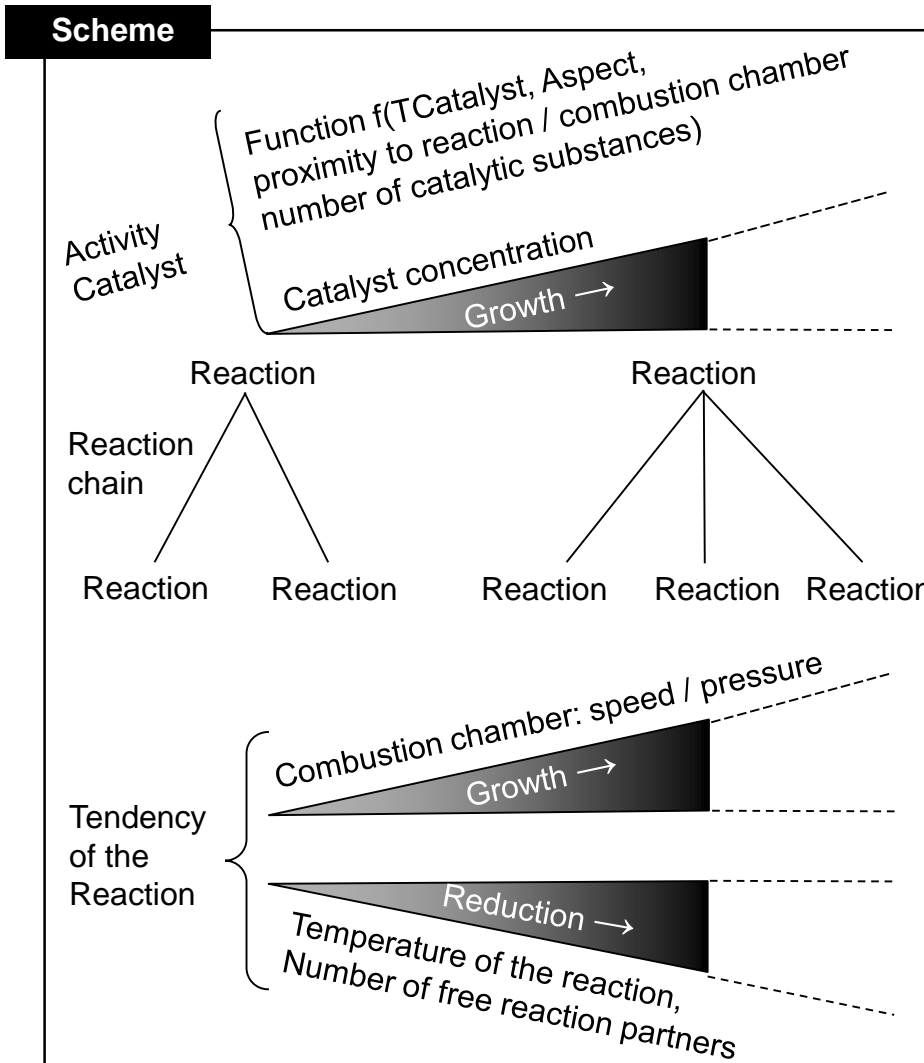 Scheme
Function f(TCatalyst, Aspect,
proximity to reaction / combustion chamber
number of catalytic substances)
Activity
Catalyst
Catalyst concentration
Growth →
Reaction
Reaction
Reaction
chain
Reaction
Reaction
Reaction
Reaction
Reaction
Combustion chamber: speed / pressure
Growth →
Tendency
of the
Reaction
Reduction →
Temperature of the reaction,
Number of free reaction partners